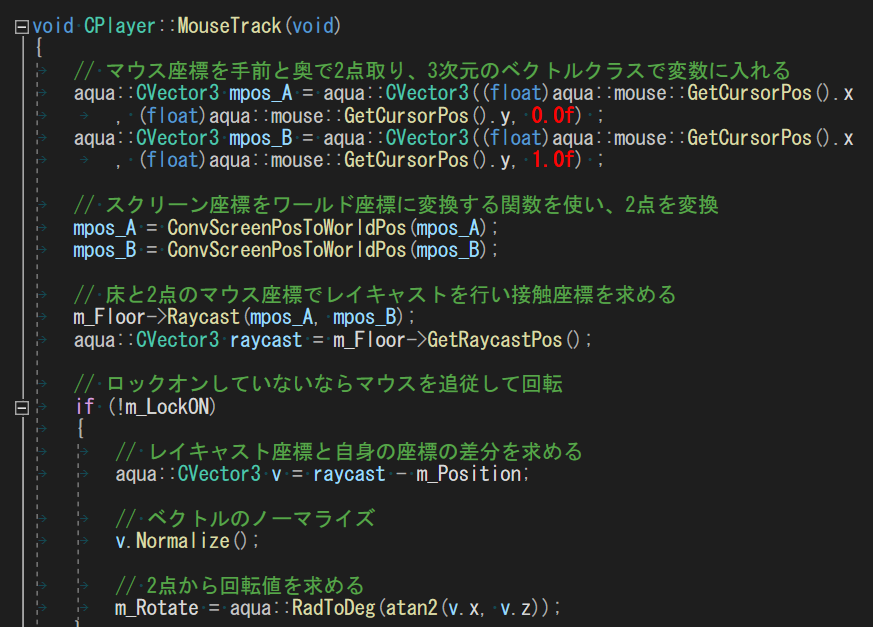 void CPlayer::MouseTrack(void)
{
// マウス座標を手前と奥で2点取り、3次元のベクトルクラスで変数に入れる
aqua::CVector3 mpos_A = aqua::CVector3((float)aqua::mouse::GetCursorPos().x
, (float)aqua::mouse::GetCursorPos().y, 0.0f) ;
aqua::CVector3 mpos_B = aqua::CVector3((float)aqua::mouse::GetCursorPos().x
, (float)aqua::mouse::GetCursorPos().y, 1.0f) ;
// スクリーン座標をワールド座標に変換する関数を使い、2点を変換
mpos_A = ConvScreenPosToWorldPos(mpos_A);
mpos_B = ConvScreenPosToWorldPos(mpos_B);
// 床と2点のマウス座標でレイキャストを行い接触座標を求める
m_Floor->Raycast(mpos_A, mpos_B);
aqua::CVector3 raycast = m_Floor->GetRaycastPos();
// ロックオンしていないならマウスを追従して回転
if (!m_LockON)
{
// レイキャスト座標と自身の座標の差分を求める
aqua::CVector3 v = raycast - m_Position;
// ベクトルのノーマライズ
v.Normalize();
// 2点から回転値を求める
m_Rotate = aqua::RadToDeg(atan2(v.x, v.z));